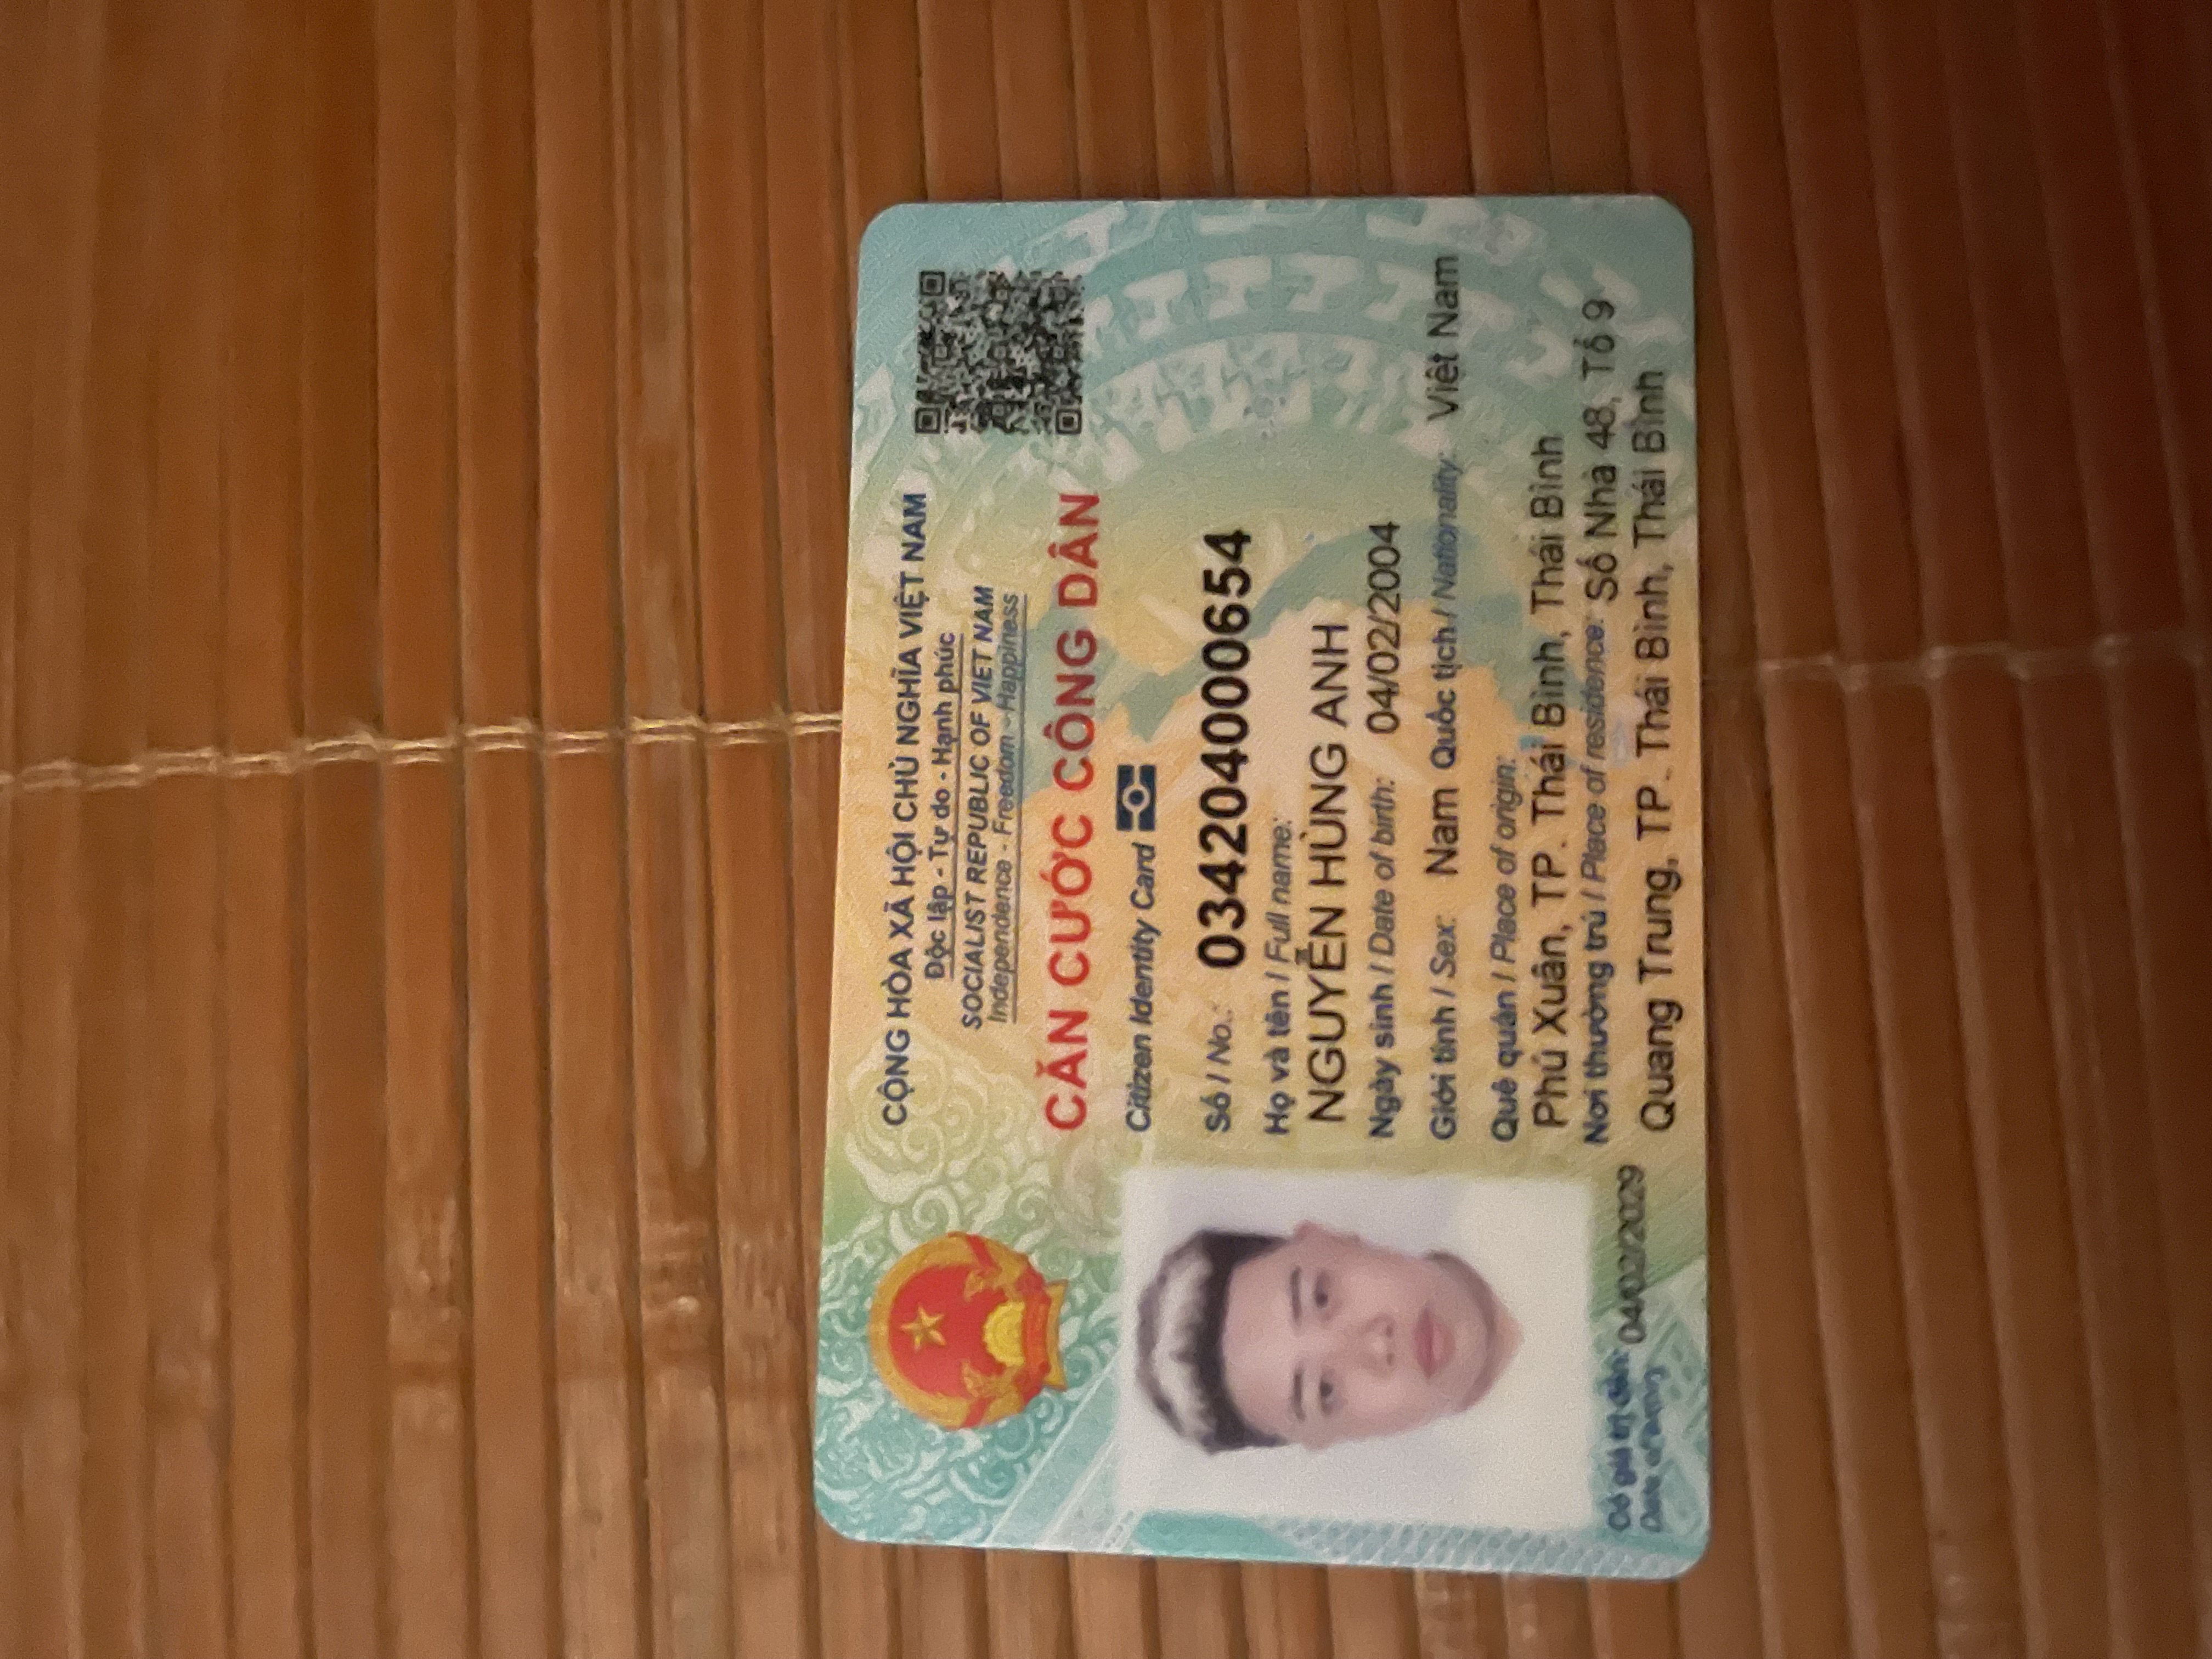 CỘNG HÒA XÃ HỘI CHỦ NGHĨA VIỆT NAM
Độc lập - Tự do - Hạnh phúc
SOCIALIST REPUBLIC OF VIET NAM
Independence - Freedom - Happiness
CĂN CƯỚC CÔNG DÂN
Citizen Identity Card
Số / No.: 034204000654
Họ và tên / Full name:
NGUYỄN HÙNG ANH
Ngày sinh / Date of birth: 04/02/2004
Giới tính / Sex: Nam Quốc tịch / Nationality: Việt Nam
Quê quán / Place of origin:
Phú Xuân, TP. Thái Bình, Thái Bình
Nơi thường trú / Place of residence: Số Nhà 48, Tổ 9
Quang Trung, TP. Thái Bình, Thái Bình
Có giá trị đến: 04/02/2029
Date of expiry